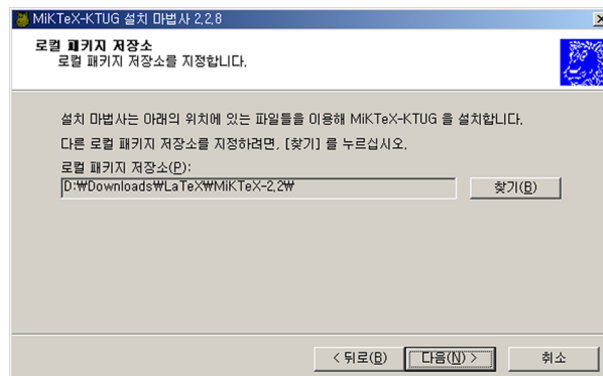 MiKTeX-KTUG 설치 마법사 2.2.8
로컬 패키지 저장소
로컬 패키지 저장소를 지정합니다.
설치 마법사는 아래의 위치에 있는 파일들을 이용해 MiKTeX-KTUG 을 설치합니다.
다른 로컬 패키지 저장소를 지정하려면, [찾기] 를 누르십시오.
로컬 패키지 저장소(P):
D:₩Downloads₩LaTeX₩MiKTeX-2.2₩
찾기(B)
< 뒤로(B) 다음(N) > 취소